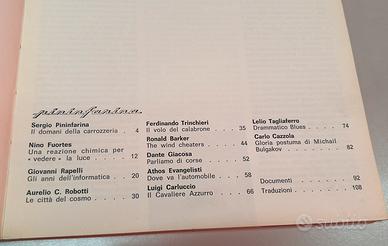 pininfarina
Sergio Pininfarina
Il domani della carrozzeria . 4
Nino Fuortes
Una reazione chimica per
« vedere » la luce . . . 12
Giovanni Rapelli
Gli anni dell'informatica . . 20
Aurelio C. Robotti
Le città del cosmo . . . 30
Ferdinando Trinchieri
Il volo del calabrone . . . 35
Ronald Barker
The wind cheaters . . . 44
Dante Giacosa
Parliamo di corse . . . 52
Athos Evangelisti
Dove va l'automobile . . . 58
Luigi Carluccio
Il Cavaliere Azzurro . . . 66
Lelio Tagliaferro
Drammatico Blues . . . . 74
Carlo Cazzola
Gloria postuma di Michail
Bulgakov . . . . . . 82
Documenti . . . . . . 92
Traduzioni . . . . . . 108
subito.it